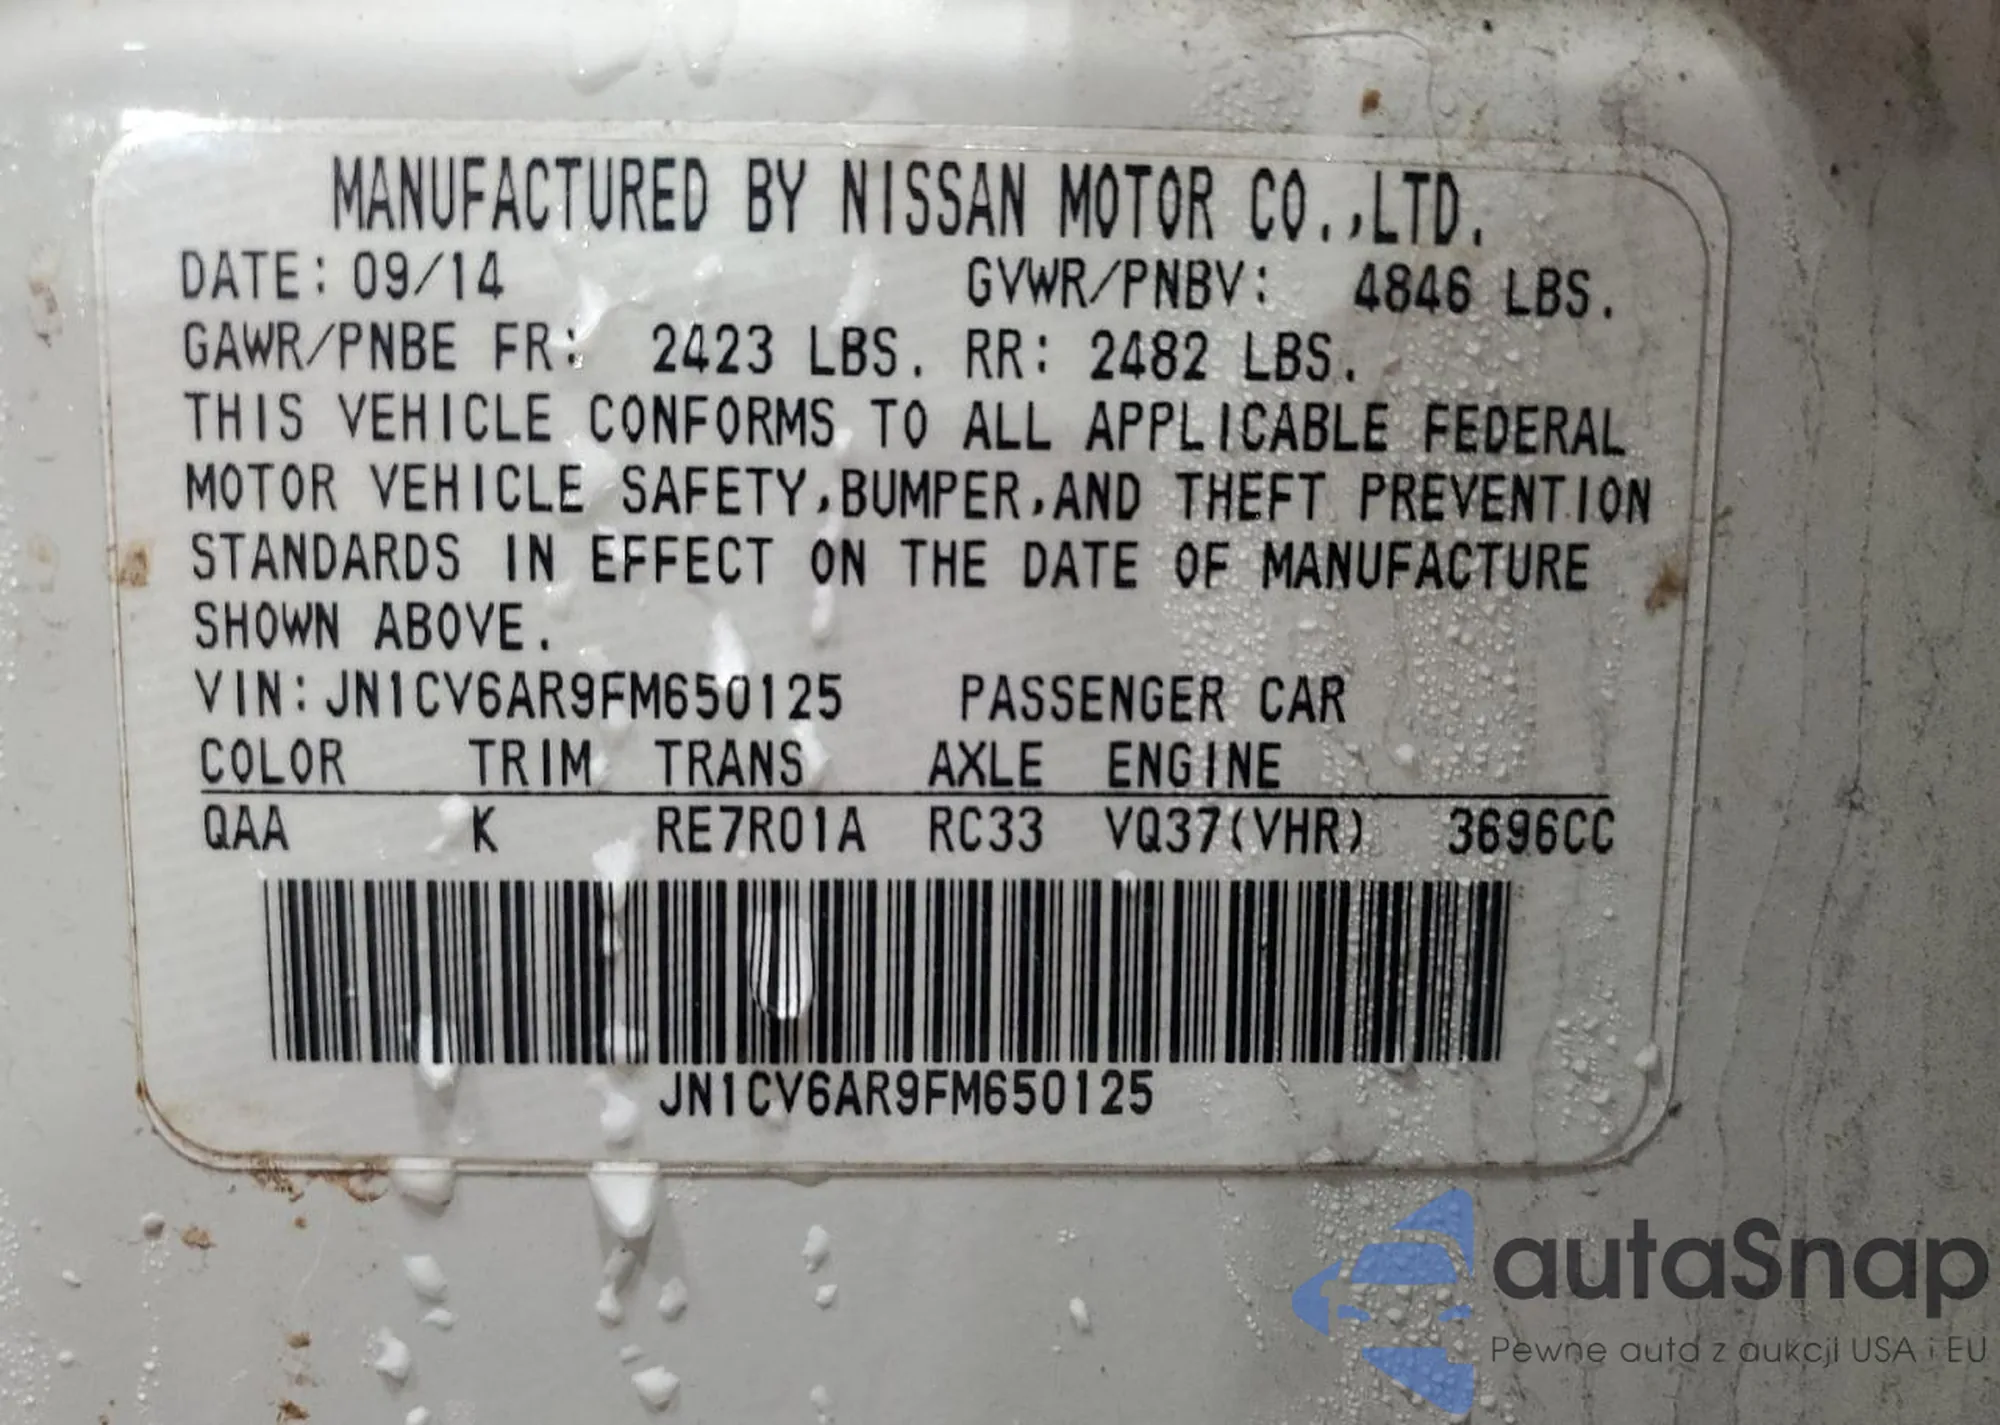 MANUFACTURED BY NISSAN MOTOR CO.,LTD.
DATE: 09/14 GVWR/PNBV: 4846 LBS.
GAWR/PNBE FR: 2423 LBS. RR: 2482 LBS.
THIS VEHICLE CONFORMS TO ALL APPLICABLE FEDERAL
MOTOR VEHICLE SAFETY,BUMPER,AND THEFT PREVENTION
STANDARDS IN EFFECT ON THE DATE OF MANUFACTURE
SHOWN ABOVE.
VIN:JN1CV6AR9FM650125 PASSENGER CAR
COLOR TRIM TRANS AXLE ENGINE
QAA K RE7R01A RC33 VQ37(VHR) 3696CC
JN1CV6AR9FM650125
autaSnap
Pewne auta z aukcji USA i EU